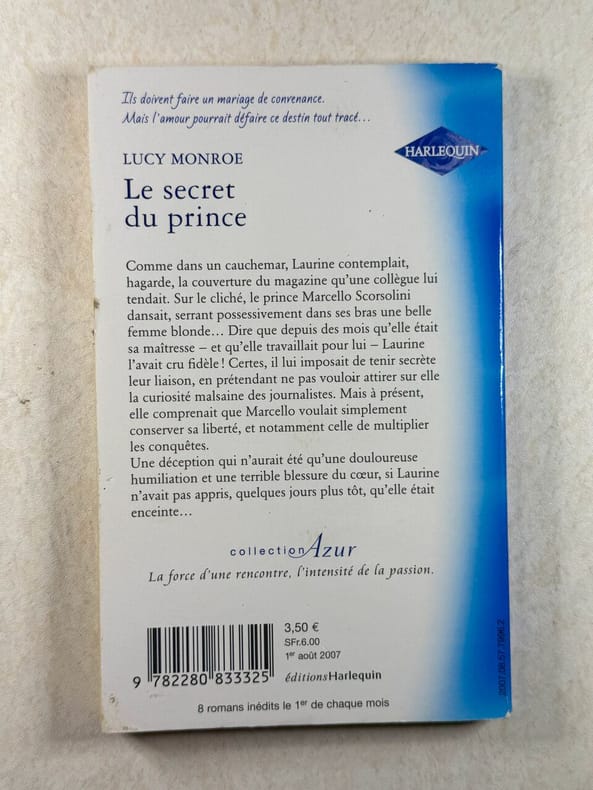 Ils doivent faire un mariage de convenance.
Mais l'amour pourrait défaire ce destin tout tracé…
HARLEQUIN
LUCY MONROE
Le secret
du prince
Comme dans un cauchemar, Laurine contemplait,
hagarde, la couverture du magazine qu'une collègue lui
tendait. Sur le cliché, le prince Marcello Scorsolini
dansait, serrant possessivement dans ses bras une belle
femme blonde… Dire que depuis des mois qu'elle était
sa maîtresse – et qu'elle travaillait pour lui – Laurine
l'avait cru fidèle ! Certes, il lui imposait de tenir secrète
leur liaison, en prétendant ne pas vouloir attirer sur elle
la curiosité malsaine des journalistes. Mais à présent,
elle comprenait que Marcello voulait simplement
conserver sa liberté, et notamment celle de multiplier
les conquêtes.
Une déception qui n'aurait été qu'une douloureuse
humiliation et une terrible blessure du cœur, si Laurine
n'avait pas appris, quelques jours plus tôt, qu'elle était
enceinte…
collection Azur
La force d'une rencontre, l'intensité de la passion.
3,50 €
SFr.6.00
1er août 2007
éditionsHarlequin
9 782280 833325
8 romans inédits le 1er de chaque mois
2007.08.57.T996.2